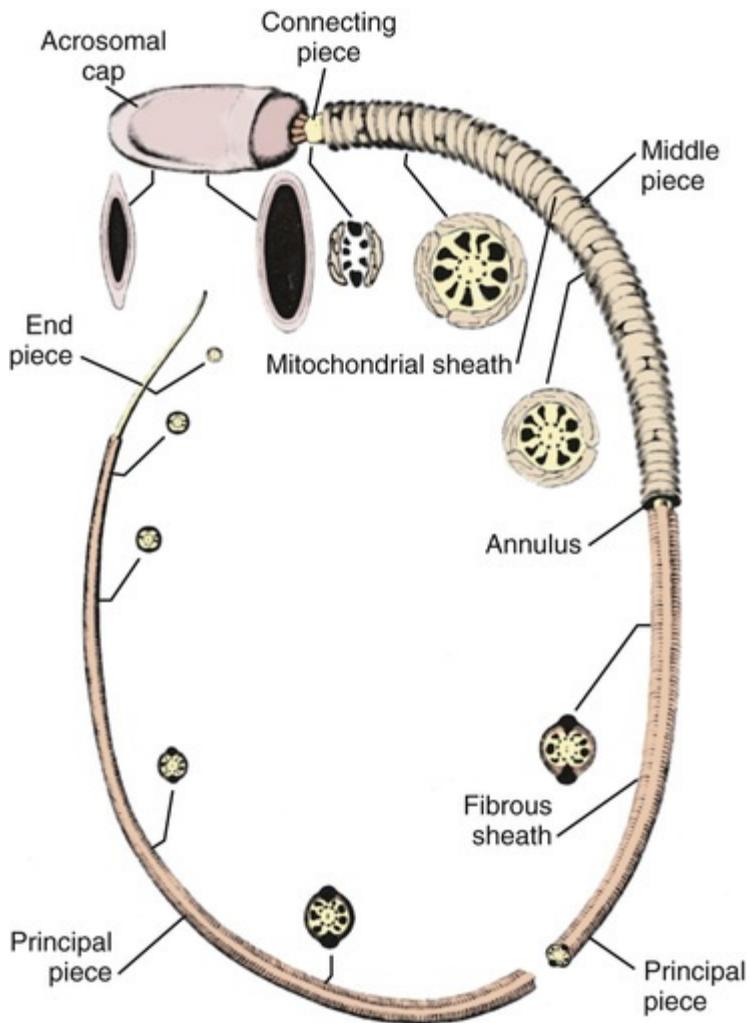 Connecting
piece
Acrosomal
cap
Middle
piece
End
piece
Mitochondrial sheath
Annulus
Fibrous
sheath
Principal
piece
Principal
piece